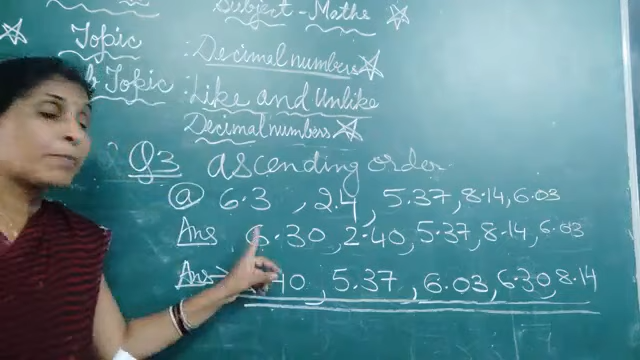 Subject - Maths
Topic : Decimal numbers
Topic : Like and Unlike
Decimal numbers
Q3 ascending order
a 6.3, 2.4, 5.37, 8.14, 6.03
Ans 6.30, 2.40, 5.37, 8.14, 6.03
Ans 40, 5.37, 6.03, 6.30, 8.14